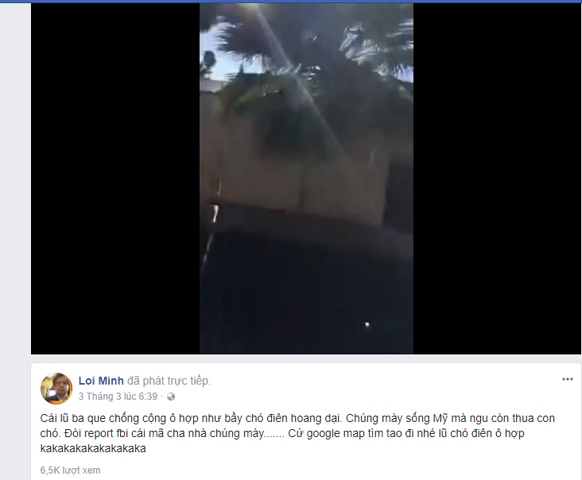 Loi Minh đã phát trực tiếp.
3 Tháng 3 lúc 6:39 ·
Cái lũ ba que chống cộng ô hợp như bầy chó điên hoang dại. Chúng mày sống Mỹ mà ngu còn thua con
chó. Đòi report fbi cái mã cha nhà chúng mày....... Cứ google map tìm tao đi nhé lũ chó điên ô hợp
kakakakakakakakaka
6,5K lượt xem